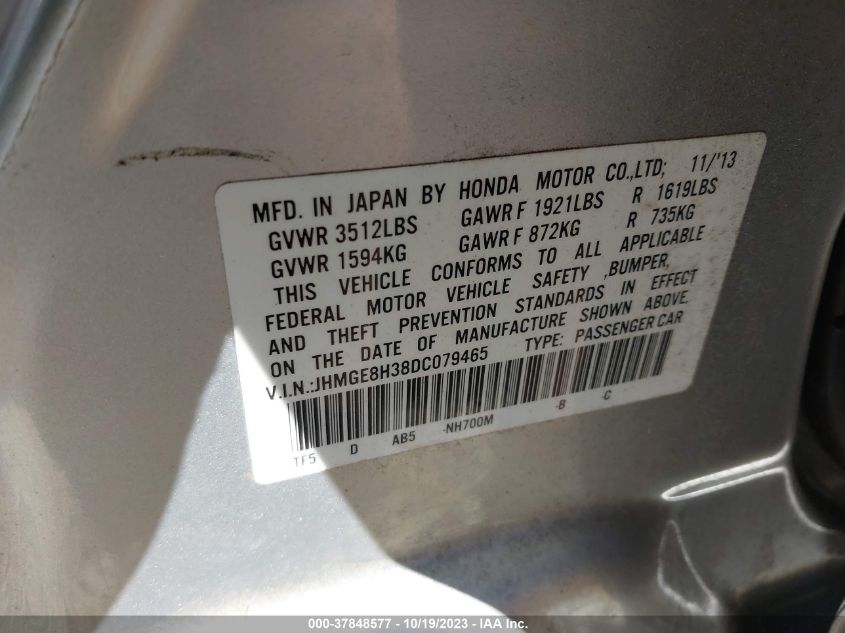 MFD. IN JAPAN BY HONDA MOTOR CO.,LTD; 11/'13
GVWR 3512LBS GAWR F 1921LBS R 1619LBS
GVWR 1594KG GAWR F 872KG R 735KG
THIS VEHICLE CONFORMS TO ALL APPLICABLE
FEDERAL MOTOR VEHICLE SAFETY ,BUMPER,
AND THEFT PREVENTION STANDARDS IN EFFECT
ON THE DATE OF MANUFACTURE SHOWN ABOVE.
V.I.N.:JHMGE8H38DC079465 TYPE: PASSENGER CAR
TF5 D AB5 -NH700M -B -C
000-37848577 - 10/19/2023 - IAA Inc.